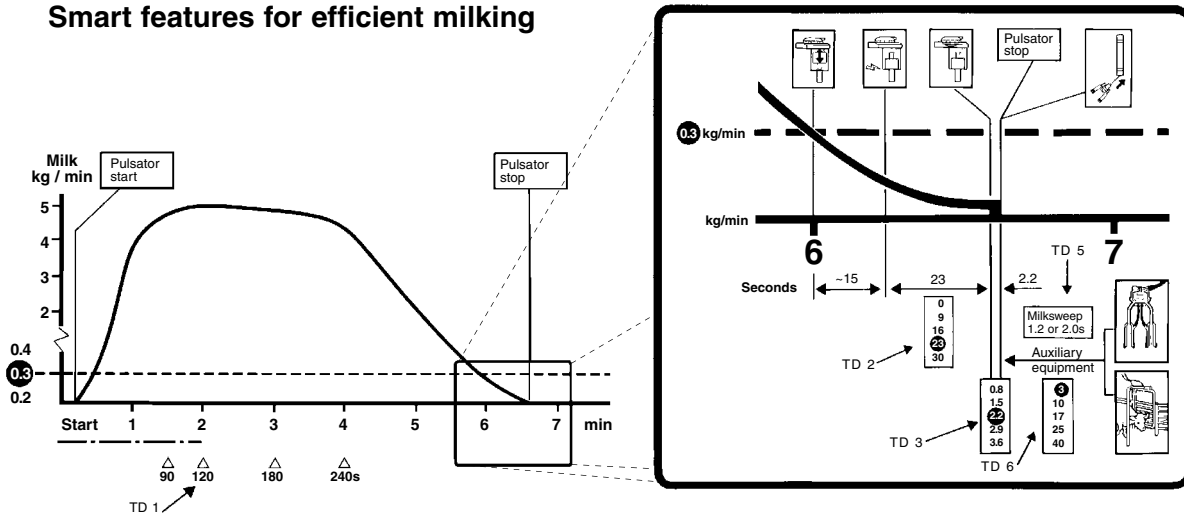 Smart features for efficient milking
Milk
kg / min
Pulsator
start
Pulsator
stop
5
4
3
2
0.4
0.3
0.2
Start 1 2 3 4 5 6 7 min
90 120 180 240s
TD 1
Pulsator
stop
0.3 kg/min
kg/min
6 7
TD 5
Seconds ~15 23 2.2
0
9
16
23
30
TD 2
Milksweep
1.2 or 2.0s
Auxiliary
equipment
0.8
1.5
2.2
2.9
3.6
TD 3
3
10
17
25
40
TD 6